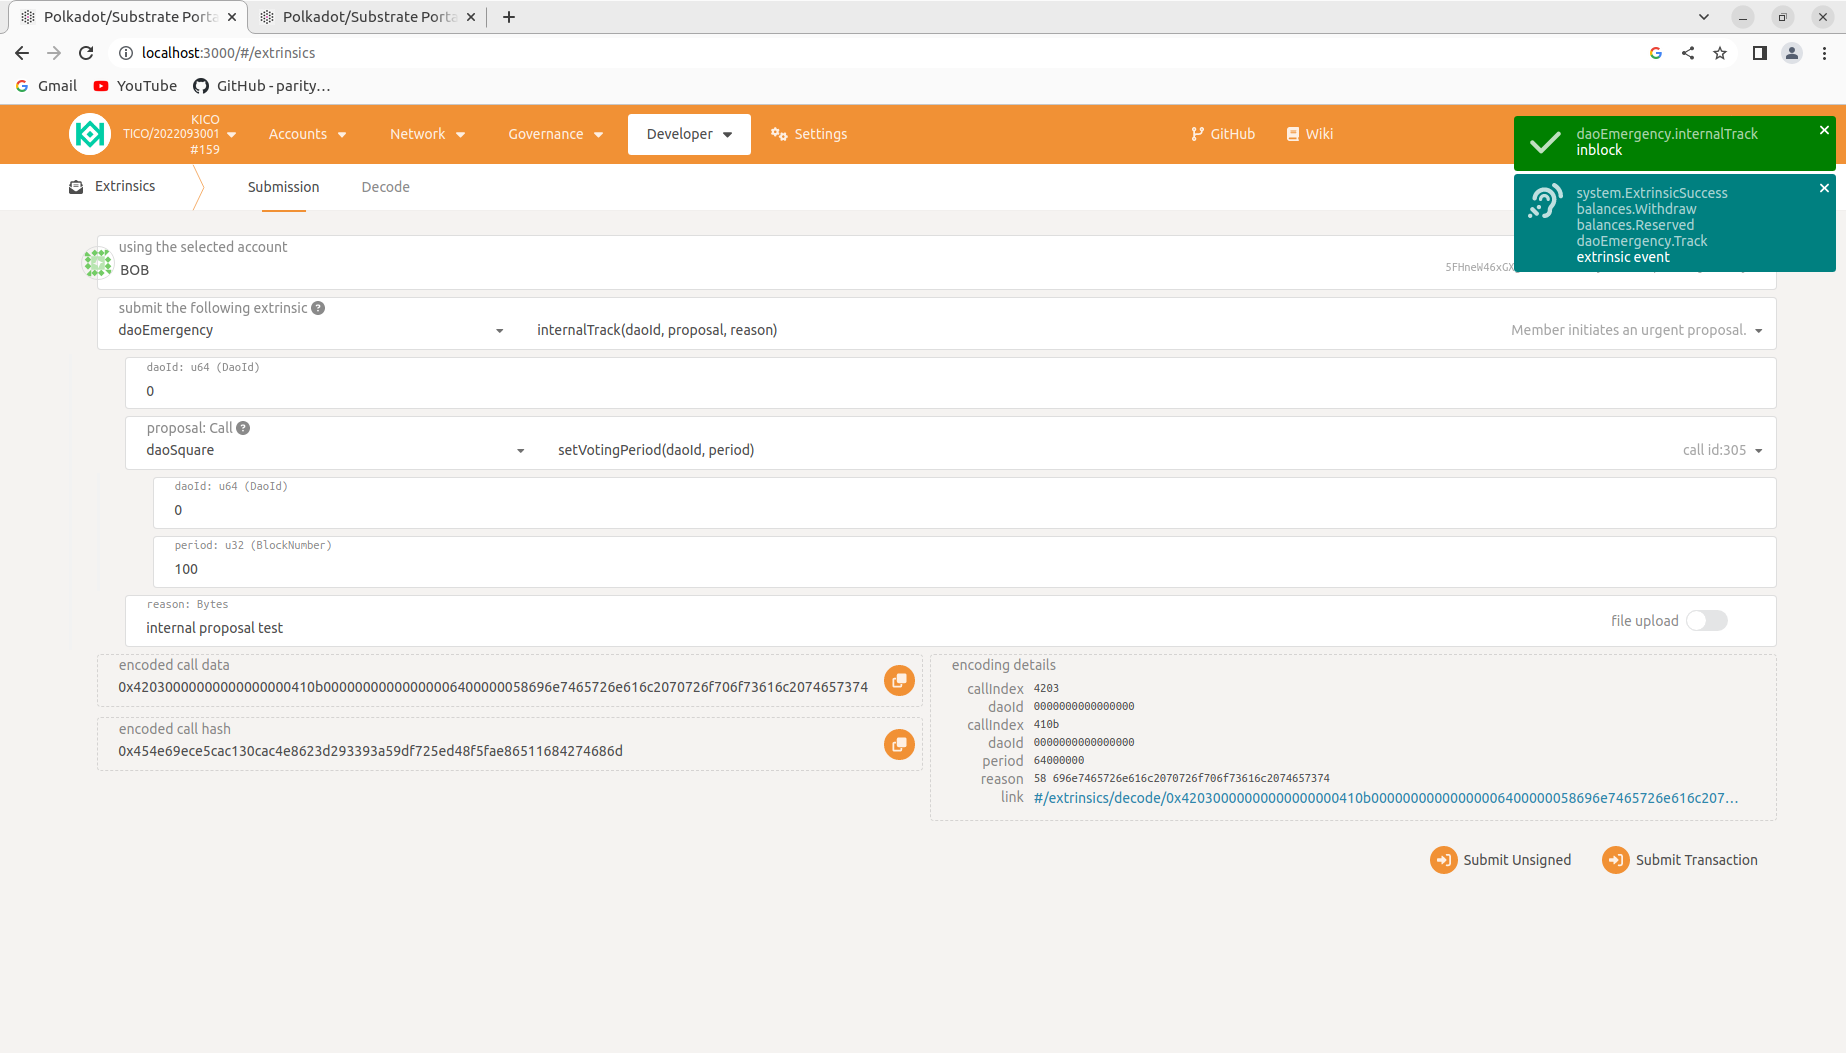 Polkadot/Substrate Porta
Polkadot/Substrate Porta
localhost:3000/#/extrinsics
Gmail
YouTube
GitHub - parity...
KICO
TICO/2022093001
#159
Accounts
Network
Governance
Developer
Settings
GitHub
Wiki
daoEmergency.internalTrack
inblock
system.ExtrinsicSuccess
balances.Withdraw
balances.Reserved
daoEmergency.Track
extrinsic event
Extrinsics
Submission
Decode
using the selected account
BOB
5FHneW46xGX
submit the following extrinsic
daoEmergency
internalTrack(daoId, proposal, reason)
Member initiates an urgent proposal.
daoId: u64 (DaoId)
0
proposal: Call
daoSquare
setVotingPeriod(daoId, period)
call id:305
daoId: u64 (DaoId)
0
period: u32 (BlockNumber)
100
reason: Bytes
internal proposal test
file upload
encoded call data
0x42030000000000000000410b00000000000000006400000058696e7465726e616c2070726f706f73616c2074657374
encoded call hash
0x454e69ece5cac130cac4e8623d293393a59df725ed48f5fae86511684274686d
encoding details
callIndex 4203
daoId 0000000000000000
callIndex 410b
daoId 0000000000000000
period 64000000
reason 58 696e7465726e616c2070726f706f73616c2074657374
link #/extrinsics/decode/0x42030000000000000000410b00000000000000006400000058696e7465726e616c207...
Submit Unsigned
Submit Transaction